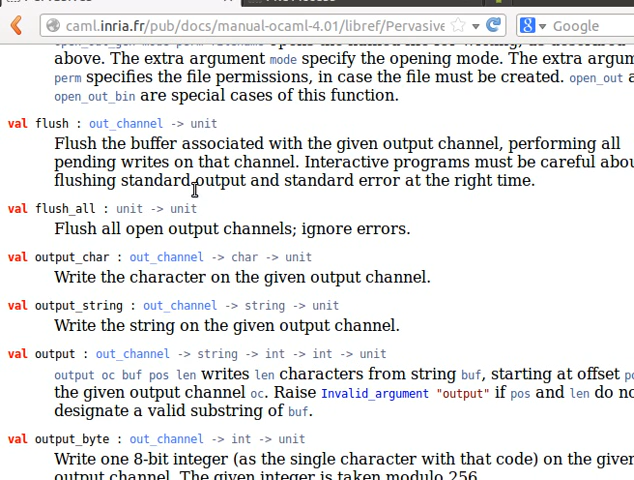 caml.inria.fr/pub/docs/manual-ocaml-4.01/libref/Pervasive
Google
above. The extra argument mode specify the opening mode. The extra argum
perm specifies the file permissions, in case the file must be created. open_out a
open_out_bin are special cases of this function.
val flush : out_channel -> unit
Flush the buffer associated with the given output channel, performing all
pending writes on that channel. Interactive programs must be careful abou
flushing standard output and standard error at the right time.
val flush_all : unit -> unit
Flush all open output channels; ignore errors.
val output_char : out_channel -> char -> unit
Write the character on the given output channel.
val output_string : out_channel -> string -> unit
Write the string on the given output channel.
val output : out_channel -> string -> int -> int -> unit
output oc buf pos len writes len characters from string buf, starting at offset po
the given output channel oc. Raise Invalid_argument "output" if pos and len do no
designate a valid substring of buf.
val output_byte : out_channel -> int -> unit
Write one 8-bit integer (as the single character with that code) on the given
output channel. The given integer is taken modulo 256.